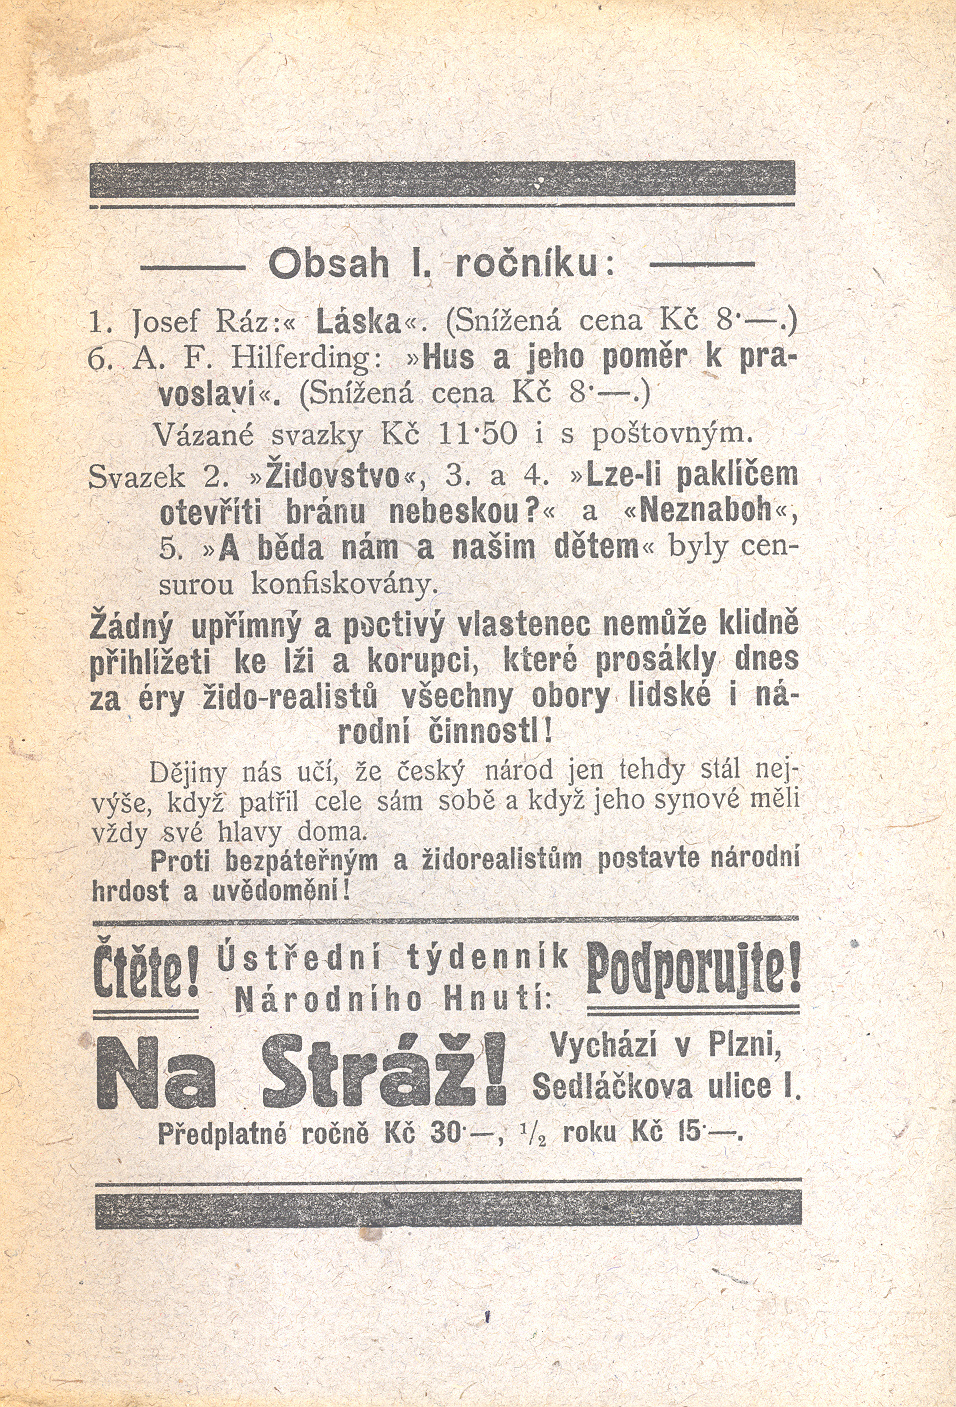 Obsah I. ročníku:
1. Josef Ráz:« Láska«. (Snížená cena Kč 8·—.)
6. A. F. Hilferding: »Hus a jeho poměr k pra-
voslaví«. (Snížená cena Kč 8·—.)
Vázané svazky Kč 11·50 i s poštovným.
Svazek 2. »Židovstvo«, 3. a 4. »Lze-li paklíčem
otevříti bránu nebeskou?« a «Neznaboh«,
5. »A běda nám a našim dětem« byly cen-
surou konfiskovány.
Žádný upřímný a poctivý vlastenec nemůže klidně
přihlížeti ke lži a korupci, které prosákly dnes
za éry žido-realistů všechny obory lidské i ná-
rodní činnosti!
Dějiny nás učí, že český národ jen tehdy stál nej-
výše, když patřil cele sám sobě a když jeho synové měli
vždy své hlavy doma.
Proti bezpáteřným a židorealistům postavte národní
hrdost a uvědomění!
Čtěte! Ústřední týdenník Podporujte!
Národního Hnutí:
Na Stráž! Vychází v Plzni,
Sedláčkova ulice I.
Předplatné ročně Kč 30·—, 1/2 roku Kč 15·—.